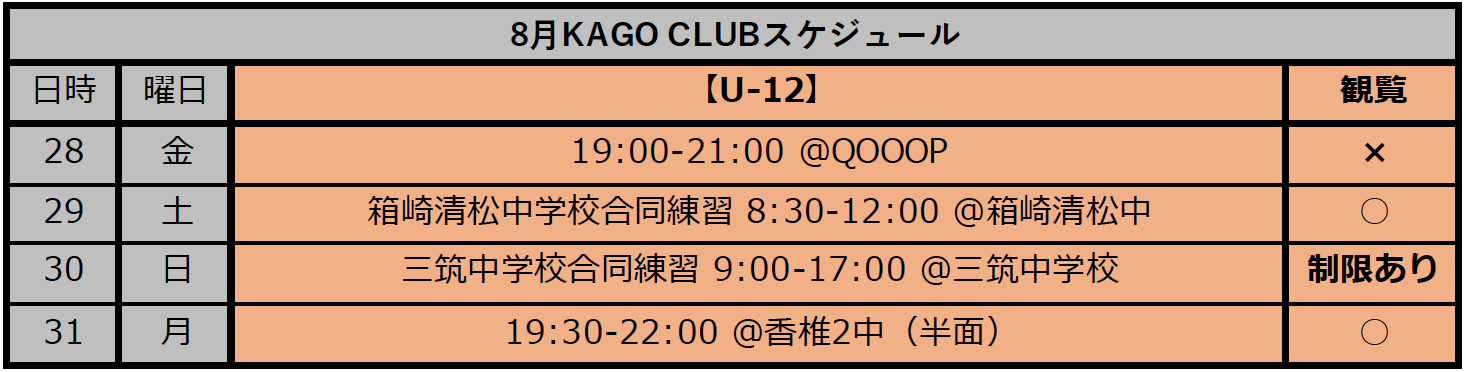 8月KAGO CLUBスケジュール
日時 曜日 【U-12】 観覧
28 金 19:00-21:00 @QOOOP ×
29 土 箱崎清松中学校合同練習 8:30-12:00 @箱崎清松中 〇
30 日 三筑中学校合同練習 9:00-17:00 @三筑中学校 制限あり
31 月 19:30-22:00 @香椎2中（半面） 〇